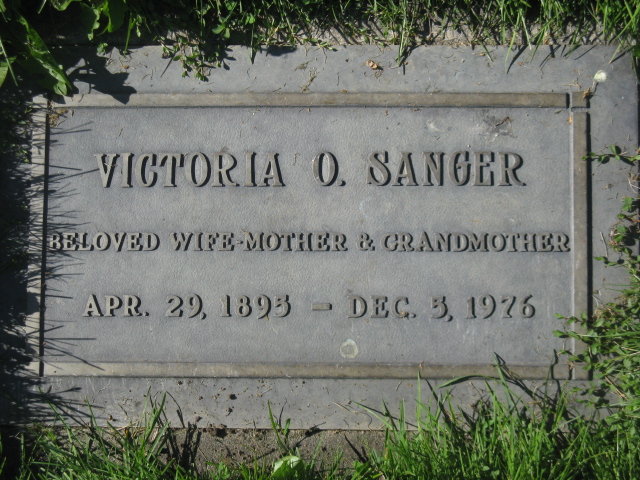 VICTORIA O. SANGER
BELOVED WIFE-MOTHER & GRANDMOTHER
APR. 29, 1895 - DEC. 5, 1976